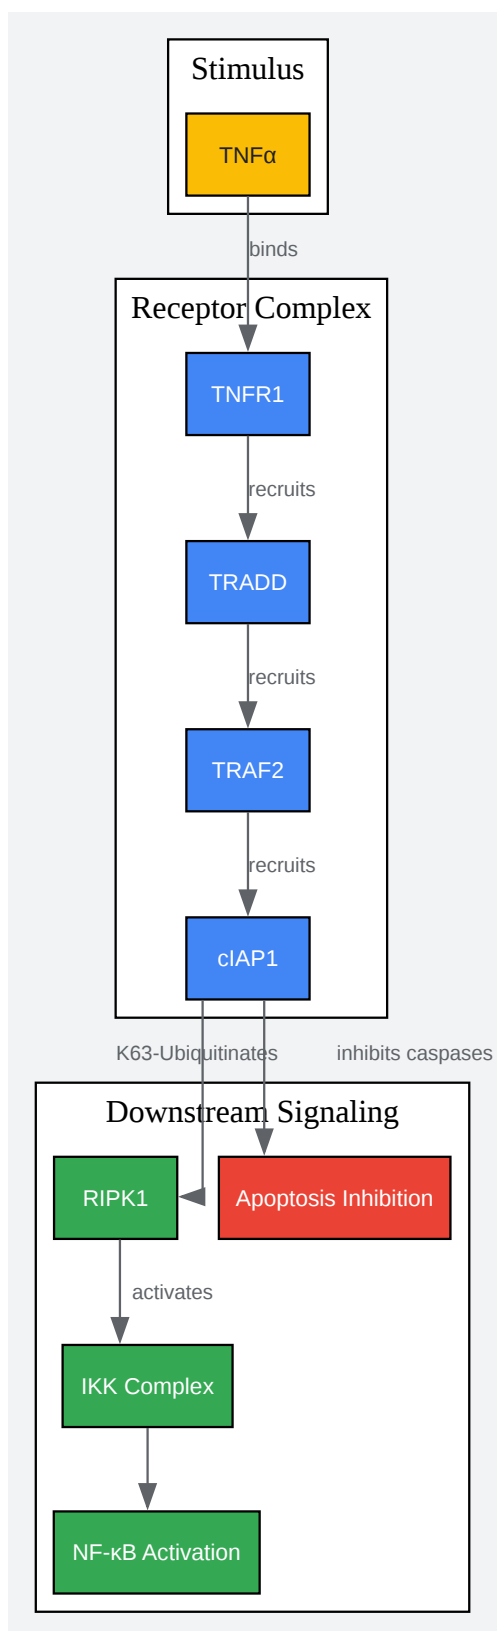 Stimulus
TNFα
binds
Receptor Complex
TNFR1
recruits
TRADD
recruits
TRAF2
recruits
cIAP1
K63-Ubiquitinates
inhibits caspases
Downstream Signaling
RIPK1
Apoptosis Inhibition
activates
IKK Complex
NF-κB Activation